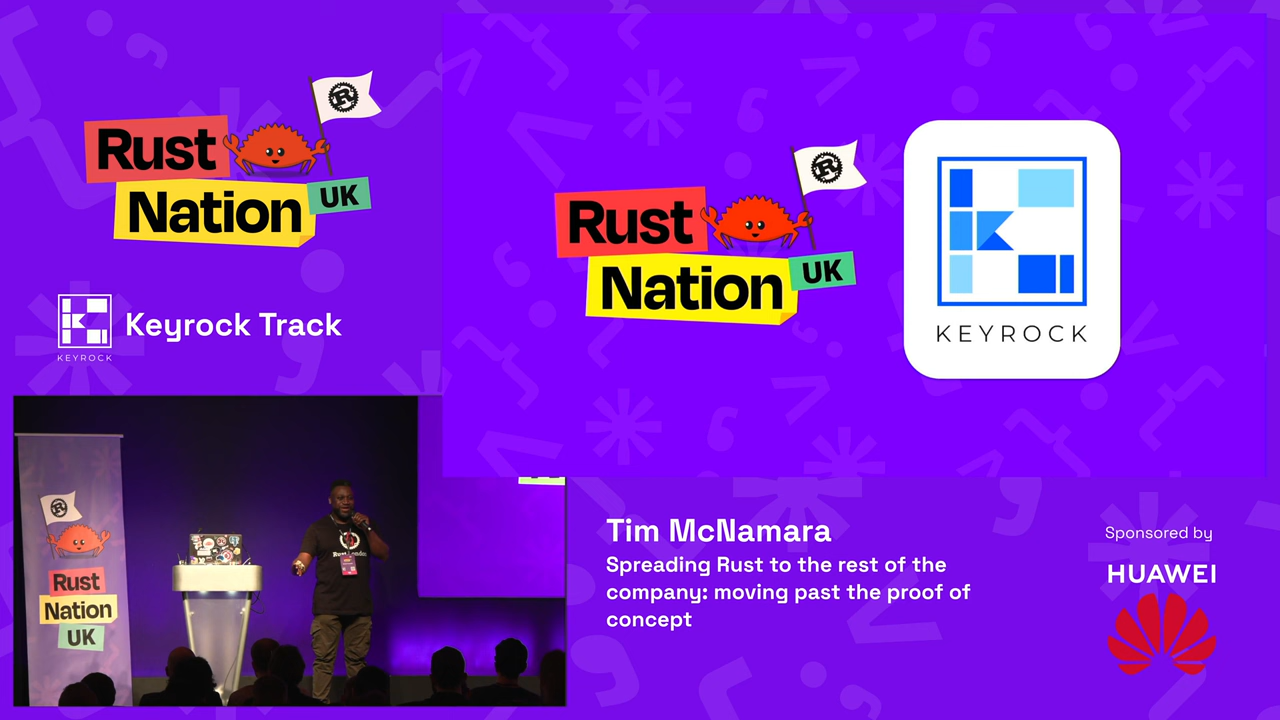 Rust
Nation
UK
KEYROCK
Keyrock Track
Rust
Nation
UK
KEYROCK
Rust
Nation
UK
Tim McNamara
Spreading Rust to the rest of the
company: moving past the proof of
concept
Sponsored by
HUAWEI